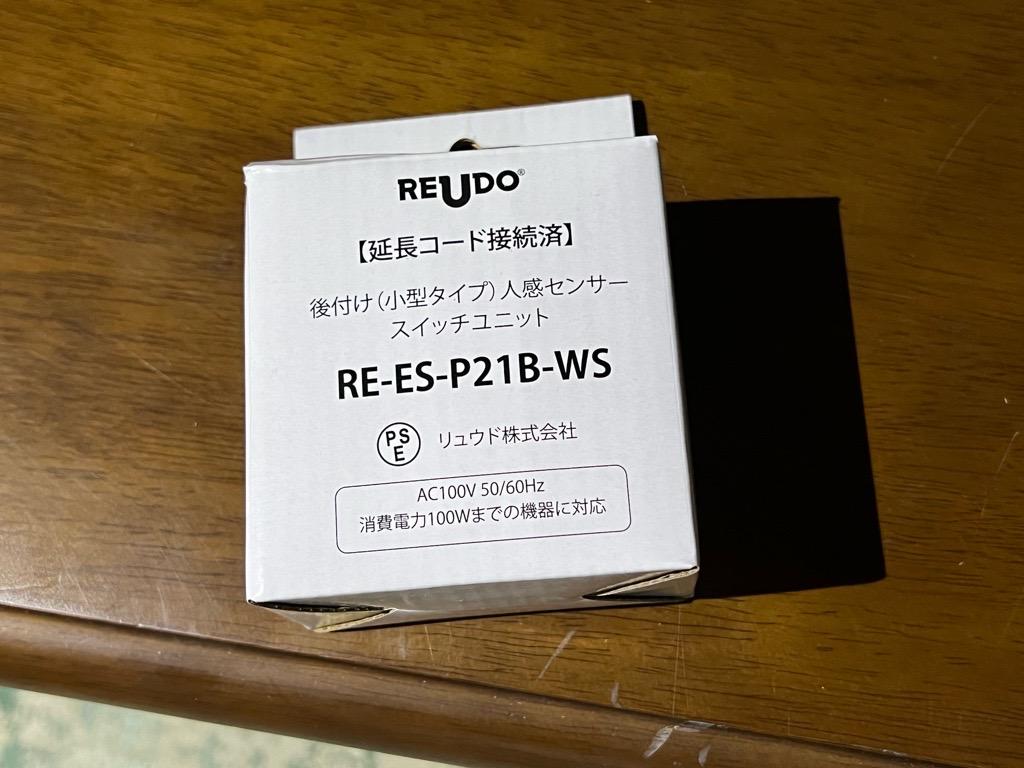 REUDO®
【延長コード接続済】
後付け(小型タイプ)人感センサー
スイッチユニット
RE-ES-P21B-WS
PSE リュウド株式会社
AC100V 50/60Hz
消費電力100Wまでの機器に対応